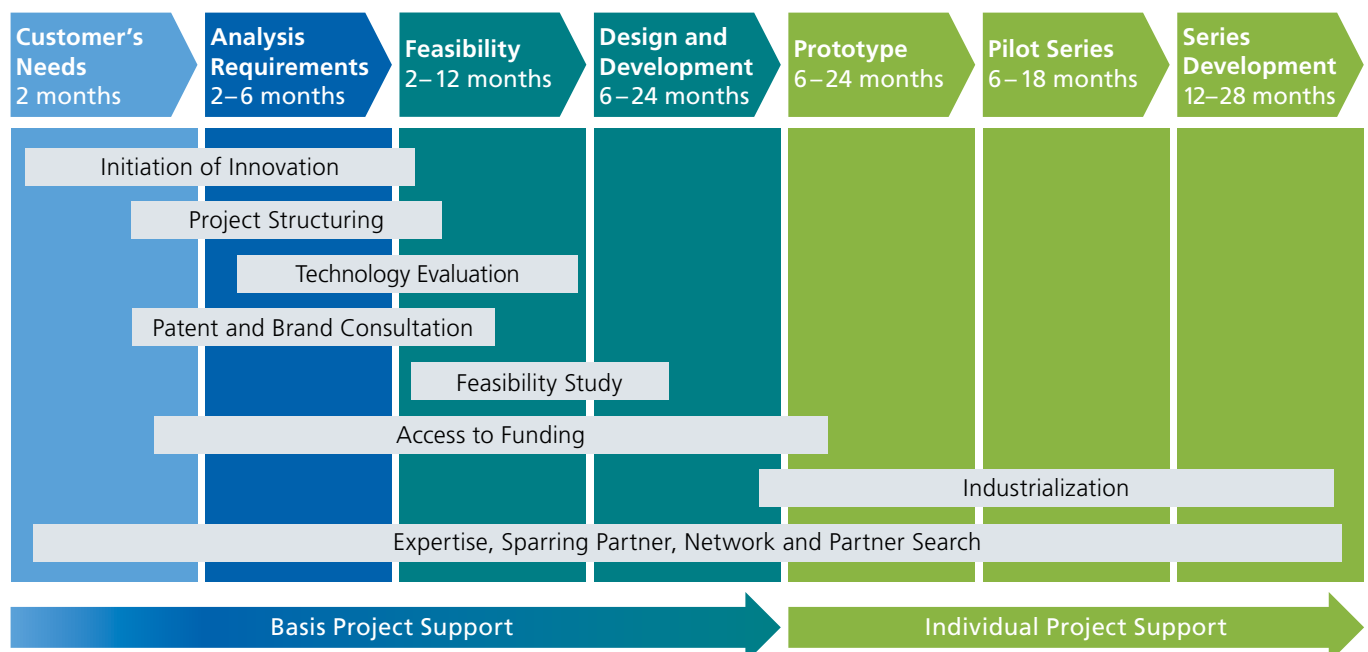 Customer's
Needs
2 months
Analysis
Requirements
2–6 months
Feasibility
2–12 months
Design and
Development
6–24 months
Prototype
6–24 months
Pilot Series
6–18 months
Series
Development
12–28 months
Initiation of Innovation
Project Structuring
Technology Evaluation
Patent and Brand Consultation
Feasibility Study
Access to Funding
Industrialization
Expertise, Sparring Partner, Network and Partner Search
Basis Project Support
Individual Project Support